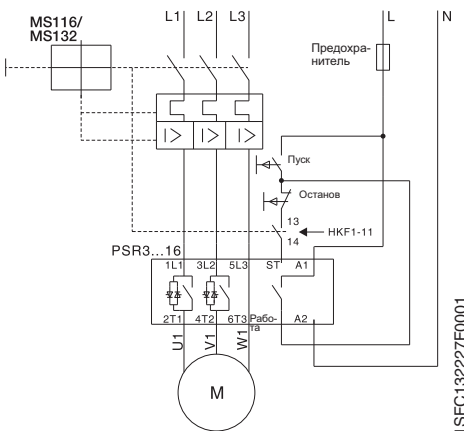 L1 L2 L3 L N
MS116/
MS132
Предохра-
нитель
I> I> I>
Пуск
Останов
13
HKF1-11
14
PSR3...16
1L1 3L2 5L3 ST A1
2T1 4T2 6T3 Рабо-
та
A2
U1 V1 W1
M
1SFC132227F0001